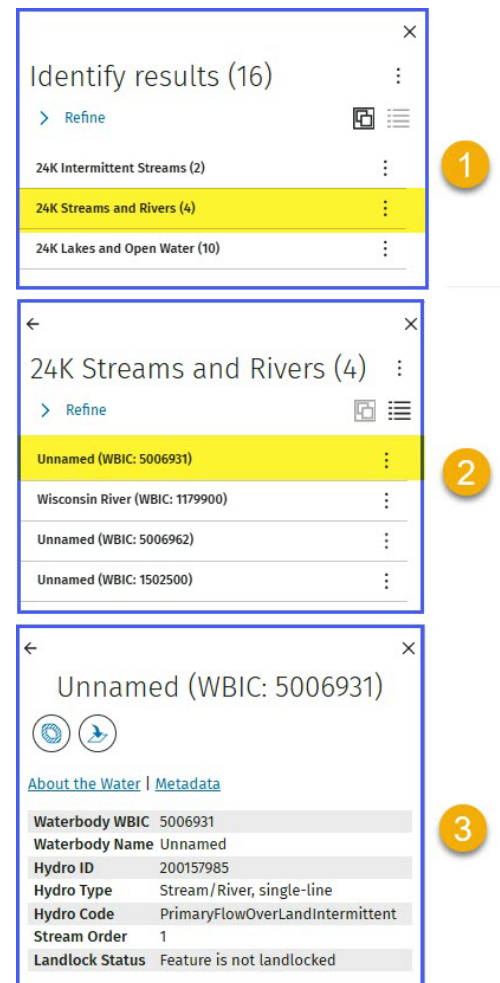 Identify results (16)
Refine
24K Intermittent Streams (2)
24K Streams and Rivers (4)
24K Lakes and Open Water (10)
1
24K Streams and Rivers (4)
Refine
Unnamed (WBIC: 5006931)
Wisconsin River (WBIC: 1179900)
Unnamed (WBIC: 5006962)
Unnamed (WBIC: 1502500)
2
Unnamed (WBIC: 5006931)
About the Water | Metadata
Waterbody WBIC 5006931
Waterbody Name Unnamed
Hydro ID 200157985
Hydro Type Stream/River, single-line
Hydro Code PrimaryFlowOverLandIntermittent
Stream Order 1
Landlock Status Feature is not landlocked
3